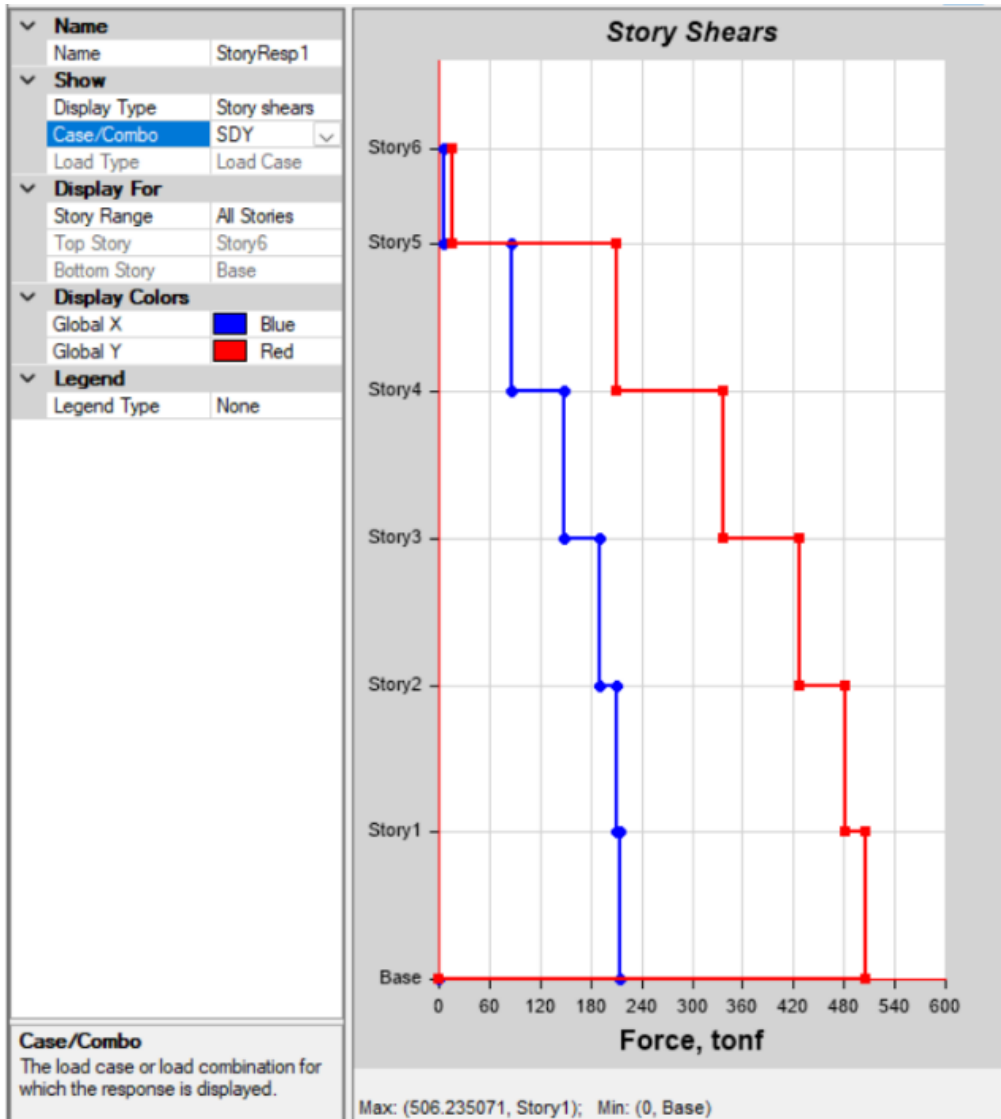 Name
Name StoryResp1
Show
Display Type Story shears
Case/Combo SDY
Load Type Load Case
Display For
Story Range All Stories
Top Story Story6
Bottom Story Base
Display Colors
Global X Blue
Global Y Red
Legend
Legend Type None
Case/Combo
The load case or load combination for
which the response is displayed.
Story Shears
Story6
Story5
Story4
Story3
Story2
Story1
Base
0 60 120 180 240 300 360 420 480 540 600
Force, tonf
Max: (506.235071, Story1); Min: (0, Base)